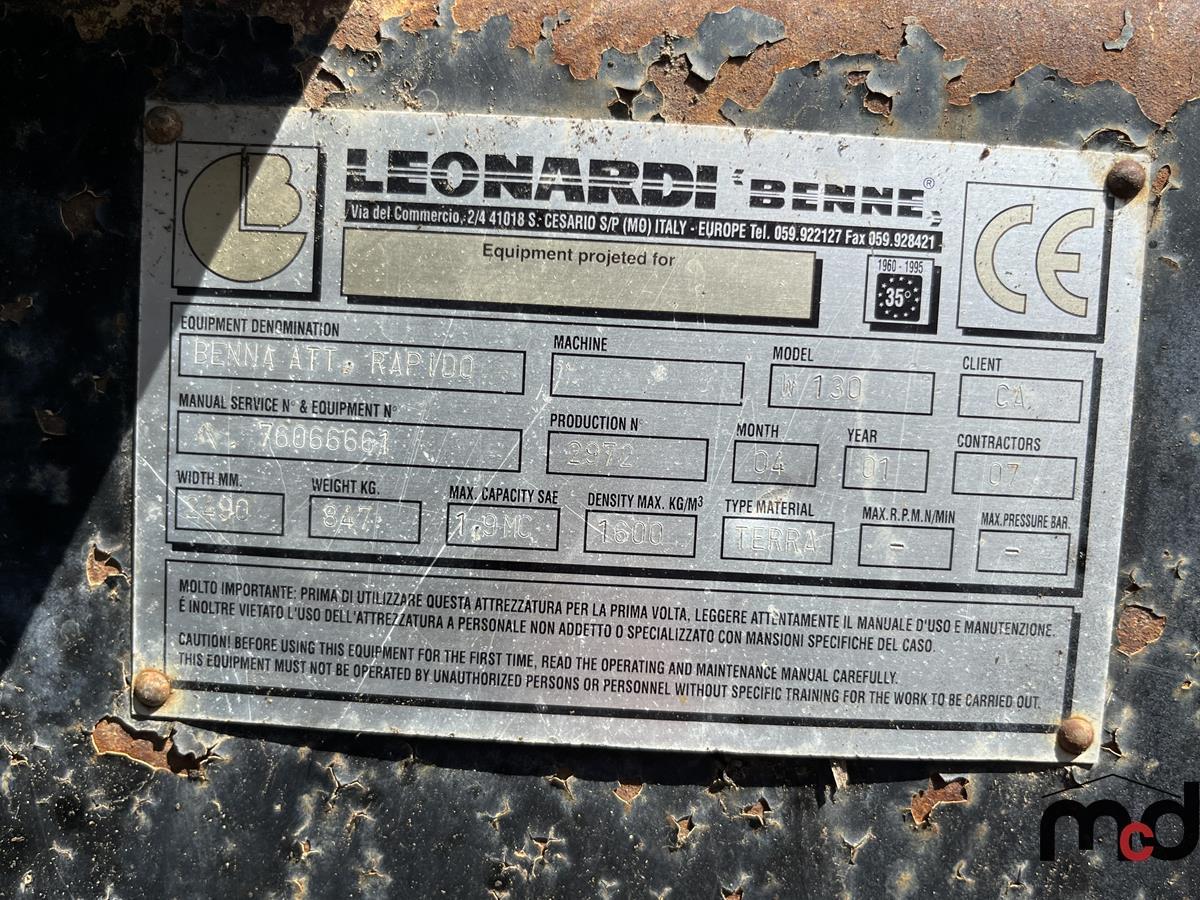 LEONARDI "BENNE" ®
Via del Commercio, 2/4 41018 S. CESARIO S/P (MO) ITALY - EUROPE Tel. 059.922127 Fax 059.928421
Equipment projeted for
1960 - 1995
35°
CE
EQUIPMENT DENOMINATION MACHINE MODEL CLIENT
BENNA ATT. RAPIDO W 130 CA.
MANUAL SERVICE N° & EQUIPMENT N° PRODUCTION N° MONTH YEAR CONTRACTORS
76066661 2972 04 01 07
WIDTH MM. WEIGHT KG. MAX. CAPACITY SAE DENSITY MAX. KG/M³ TYPE MATERIAL MAX.R.P.M.N/MIN MAX.PRESSURE BAR.
2490 847 1,9MC 1600 TERRA - -
MOLTO IMPORTANTE: PRIMA DI UTILIZZARE QUESTA ATTREZZATURA PER LA PRIMA VOLTA, LEGGERE ATTENTAMENTE IL MANUALE D'USO E MANUTENZIONE.
É INOLTRE VIETATO L'USO DELL'ATTREZZATURA A PERSONALE NON ADDETTO O SPECIALIZZATO CON MANSIONI SPECIFICHE DEL CASO.
CAUTION! BEFORE USING THIS EQUIPMENT FOR THE FIRST TIME, READ THE OPERATING AND MAINTENANCE MANUAL CAREFULLY.
THIS EQUIPMENT MUST NOT BE OPERATED BY UNAUTHORIZED PERSONS OR PERSONNEL WITHOUT SPECIFIC TRAINING FOR THE WORK TO BE CARRIED OUT.
mcd